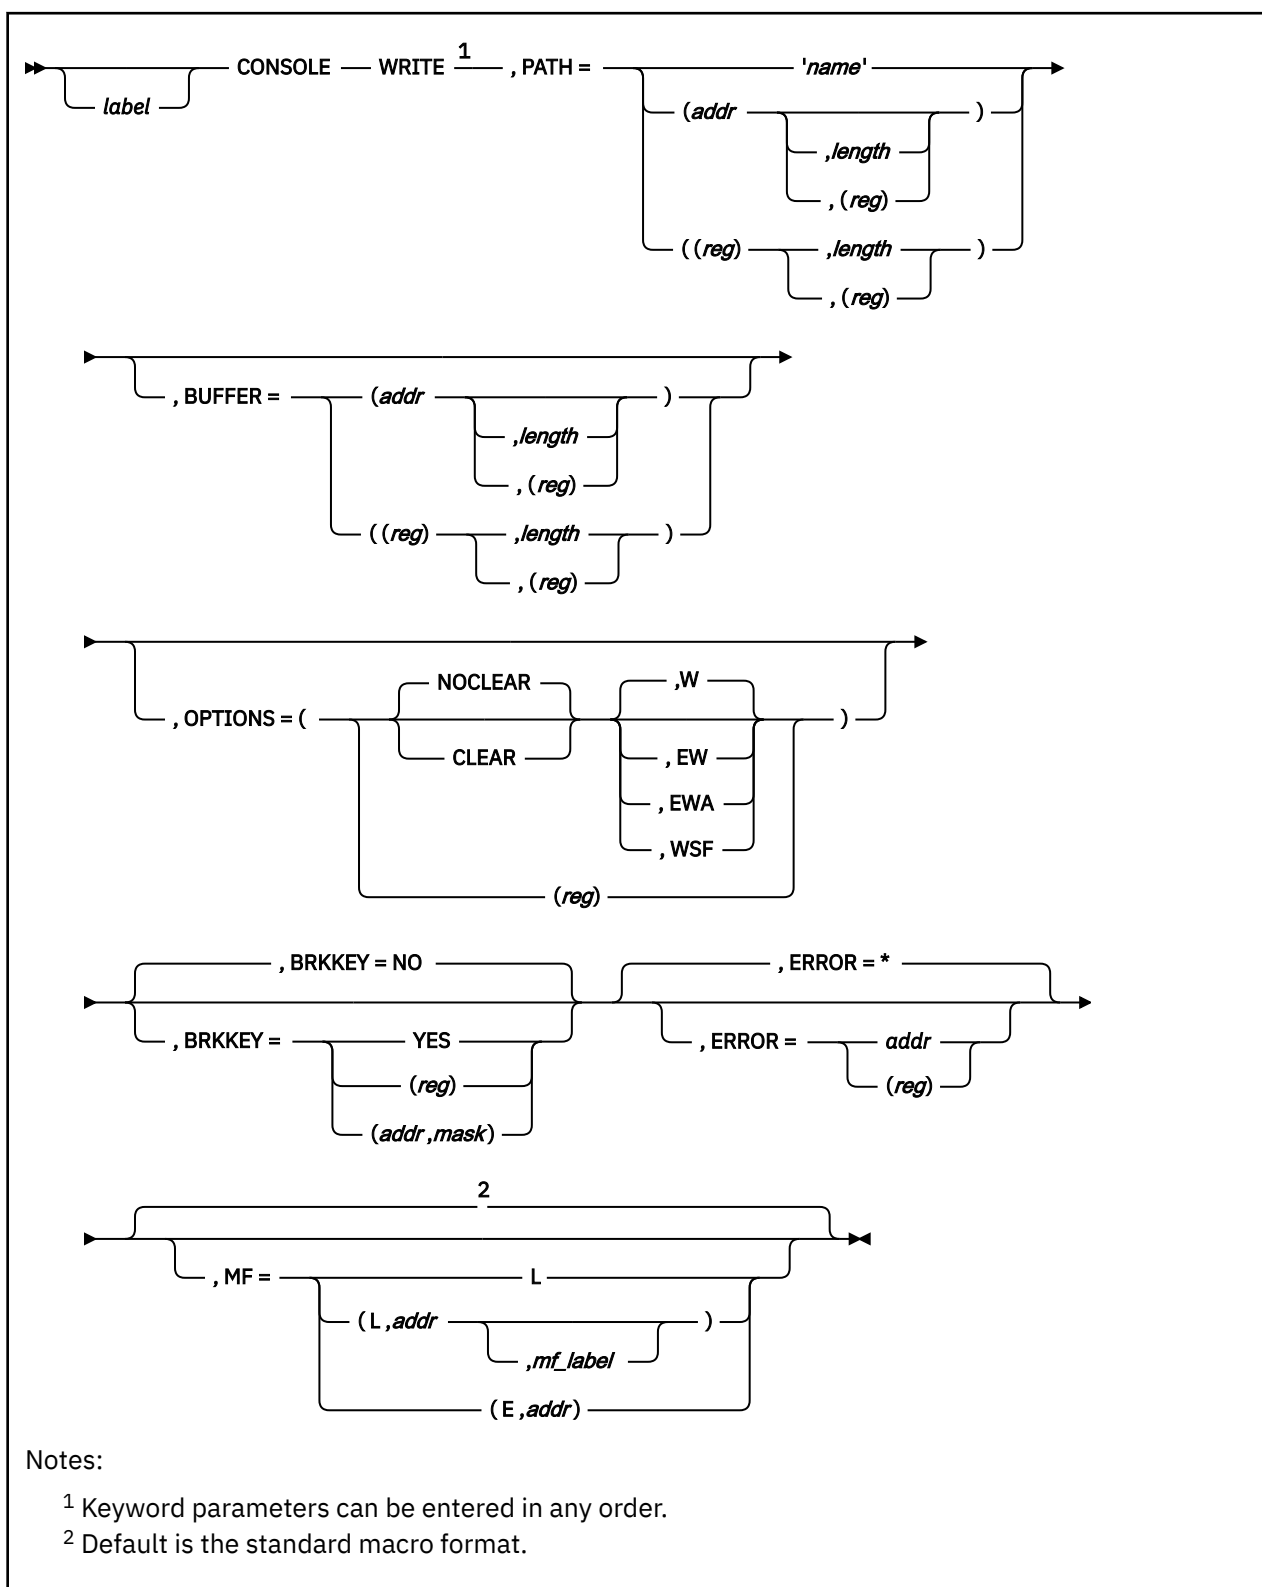 1
CONSOLE WRITE , PATH = 'name'
label
(addr )
,length
, (reg)
( (reg) ,length )
, (reg)
, BUFFER = (addr )
,length
, (reg)
( (reg) ,length )
, (reg)
NOCLEAR ,W
, OPTIONS = ( )
CLEAR , EW
, EWA
, WSF
(reg)
, BRKKEY = NO , ERROR = *
, BRKKEY = YES , ERROR = addr
(reg) (reg)
(addr ,mask)
2
, MF = L
( L ,addr )
,mf_label
( E ,addr)
Notes:
1 Keyword parameters can be entered in any order.
2 Default is the standard macro format.